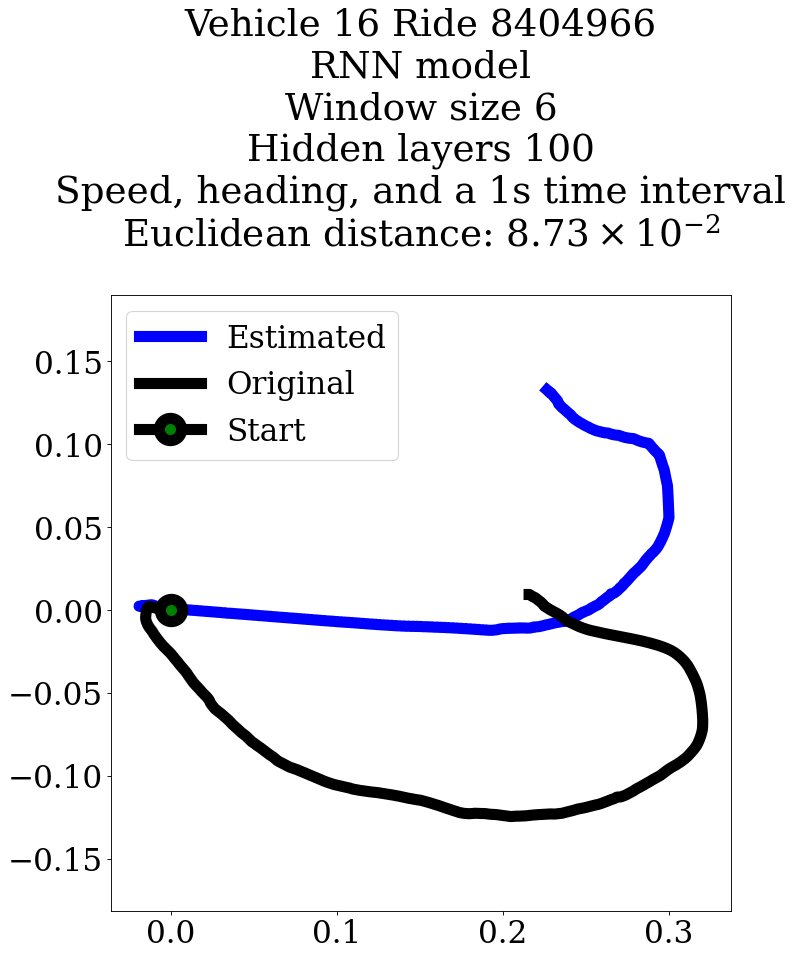 Vehicle 16 Ride 8404966
RNN model
Window size 6
Hidden layers 100
Speed, heading, and a 1s time interval
Euclidean distance: 8.73 × 10⁻²
Estimated
Original
Start
0.15
0.10
0.05
0.00
−0.05
−0.10
−0.15
0.0 0.1 0.2 0.3